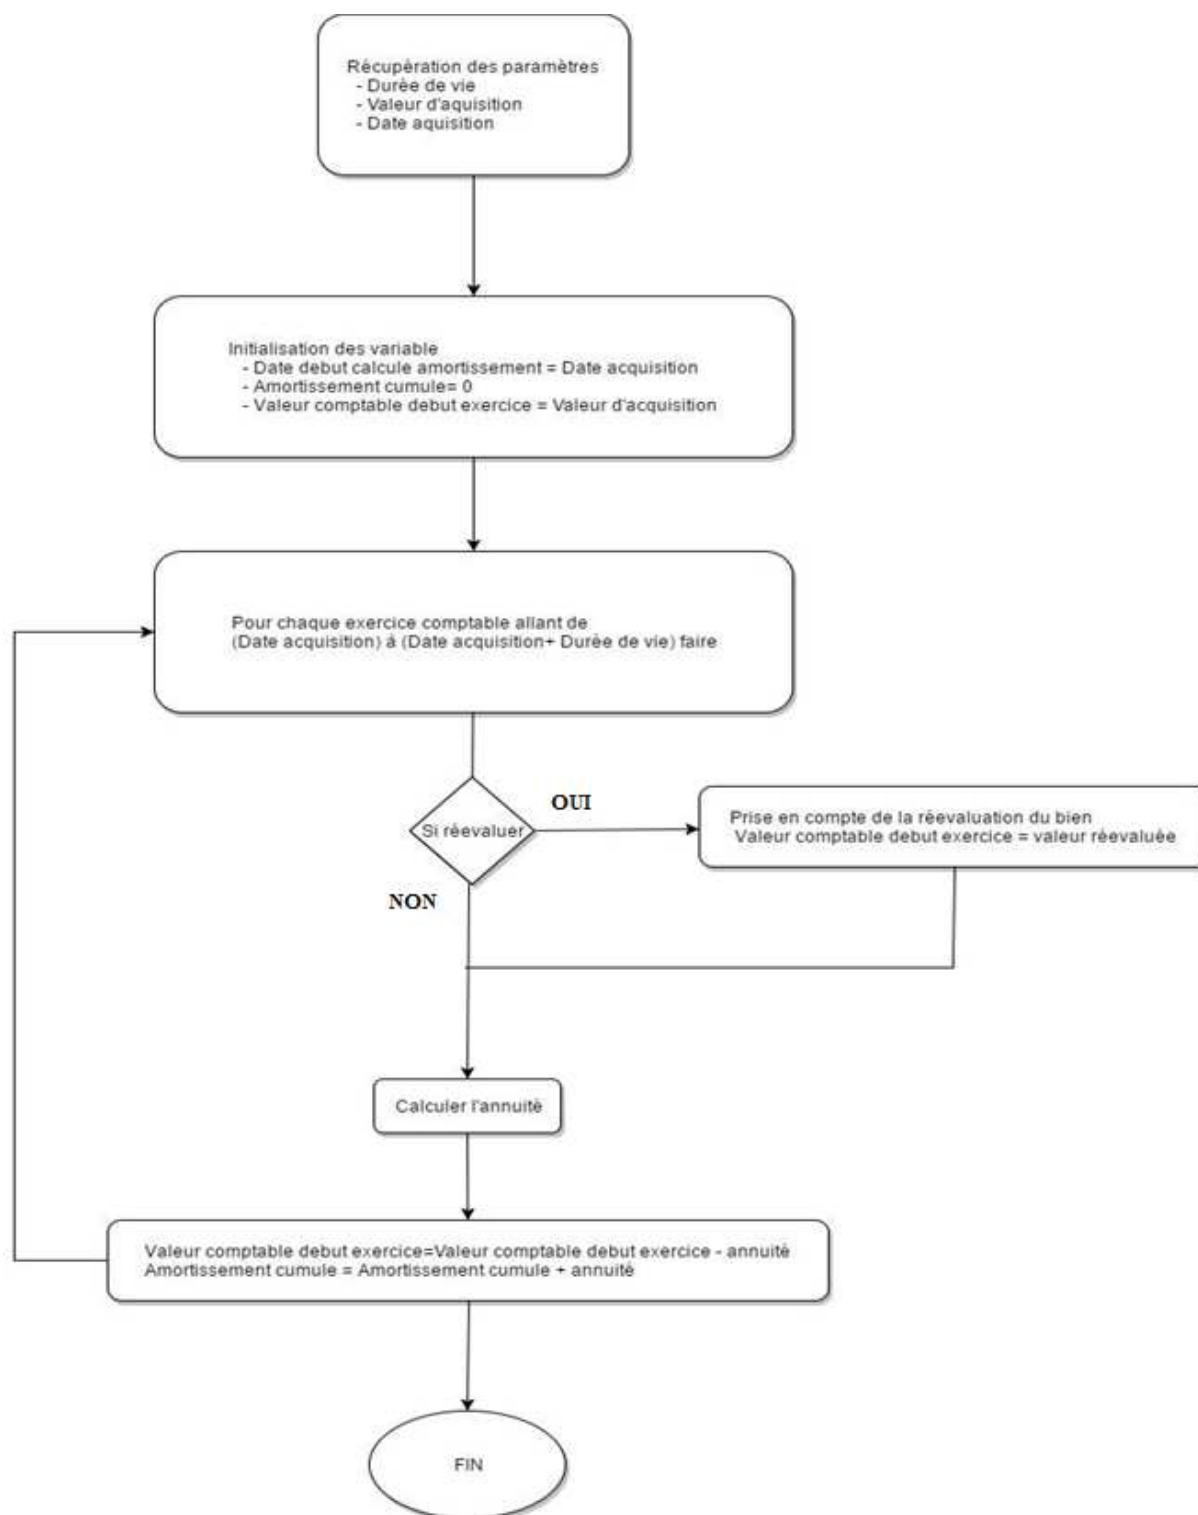 Récupération des paramètres
- Durée de vie
- Valeur d'aquisition
- Date aquisition
Initialisation des variable
- Date debut calcule amortissement = Date acquisition
- Amortissement cumule= 0
- Valeur comptable debut exercice = Valeur d'acquisition
Pour chaque exercice comptable allant de
(Date acquisition) á (Date acquisition+ Durée de vie) faire
Si réevaluer
OUI
Prise en compte de la réevaluation du bien
Valeur comptable debut exercice = valeur réevaluée
NON
Calculer l'annuité
Valeur comptable debut exercice=Valeur comptable debut exercice - annuité
Amortissement cumule = Amortissement cumule + annuité
FIN